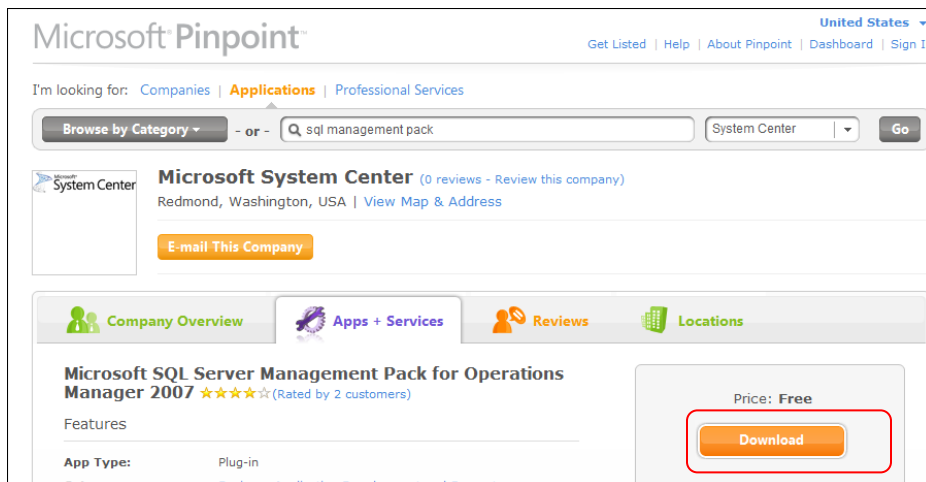 Microsoft Pinpoint™
United States
Get Listed | Help | About Pinpoint | Dashboard | Sign I
I'm looking for: Companies | Applications | Professional Services
Browse by Category - or - sql management pack System Center Go
Microsoft System Center
Microsoft System Center (0 reviews - Review this company)
Redmond, Washington, USA | View Map & Address
E-mail This Company
Company Overview Apps + Services Reviews Locations
Microsoft SQL Server Management Pack for Operations
Manager 2007 (Rated by 2 customers)
Price: Free
Download
Features
App Type: Plug-in